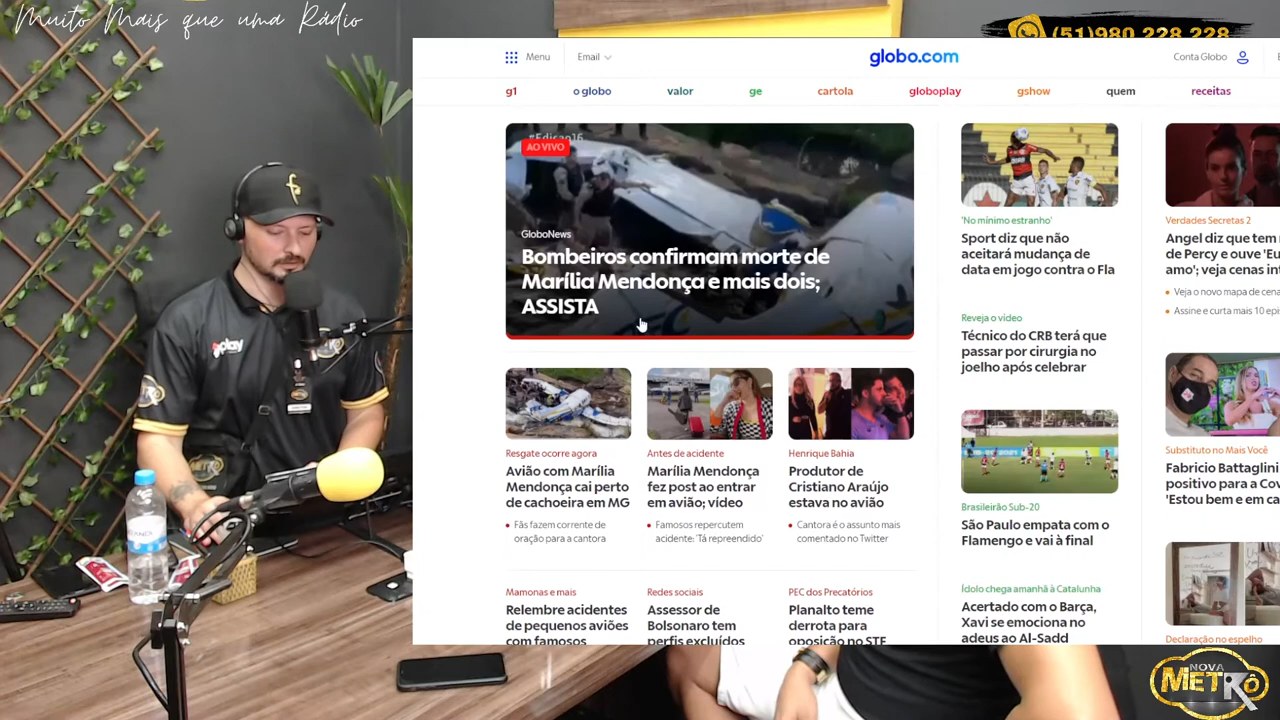 Muito Mais que uma Rádio
(51)980 228 228
Menu
Email
globo.com
Conta Globo
g1
o globo
valor
ge
cartola
globoplay
gshow
quem
receitas
#Edicao16
AO VIVO
GloboNews
Bombeiros confirmam morte de
Marília Mendonça e mais dois;
ASSISTA
Resgate ocorre agora
Avião com Marília
Mendonça cai perto
de cachoeira em MG
Fãs fazem corrente de
oração para a cantora
Antes de acidente
Marília Mendonça
fez post ao entrar
em avião; vídeo
Famosos repercutem
acidente: 'Tá repreendido'
Henrique Bahia
Produtor de
Cristiano Araújo
estava no avião
Cantora é o assunto mais
comentado no Twitter
Mamonas e mais
Relembre acidentes
de pequenos aviões
com famosos
Redes sociais
Assessor de
Bolsonaro tem
perfis excluídos
PEC dos Precatórios
Planalto teme
derrota para
oposição no STF
'No mínimo estranho'
Sport diz que não
aceitará mudança de
data em jogo contra o Fla
Reveja o vídeo
Técnico do CRB terá que
passar por cirurgia no
joelho após celebrar
Brasileirão Sub-20
São Paulo empata com o
Flamengo e vai à final
Ídolo chega amanhã à Catalunha
Acertado com o Barça,
Xavi se emociona no
adeus ao Al-Sadd
Verdades Secretas 2
Angel diz que tem
de Percy e ouve 'Eu
amo'; veja cenas
Veja o novo mapa de
Assine e curta mais 10
Substituto no Mais Você
Fabricio Battaglini
positivo para a
'Estou bem e em
Declaração no espelho
play
NOVA
METRÔ